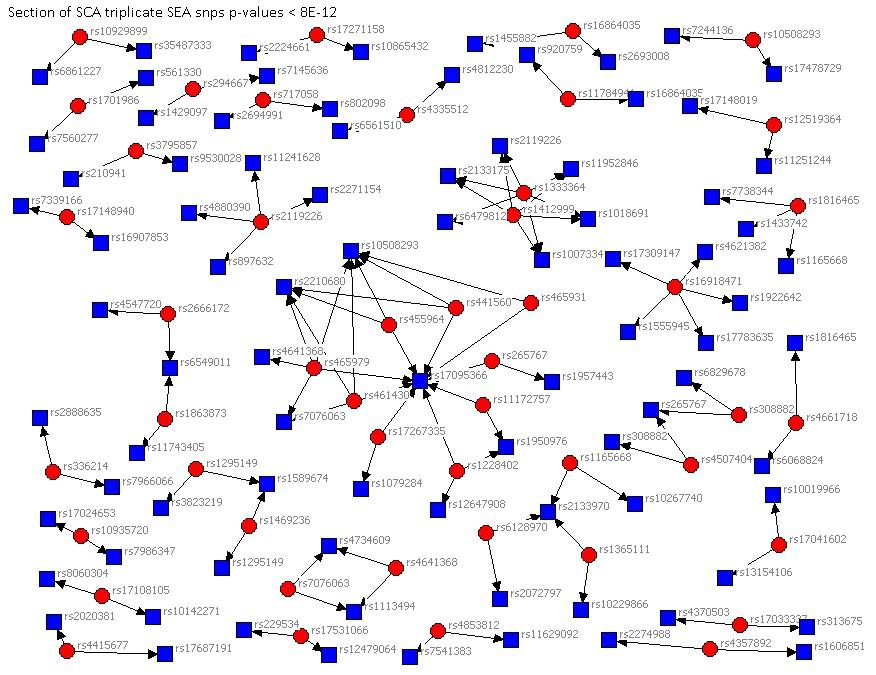 Section of SCA triplicate SEA snps p-values < 8E-12
rs10929899
rs35487333
rs6861227
rs17271158
rs2224661
rs10865432
rs1455882
rs16864035
rs920759
rs2693008
rs7244136
rs10508293
rs17478729
rs561330
rs1701986
rs1429097
rs7560277
rs294667
rs7145636
rs717058
rs2694991
rs802098
rs4812230
rs4335512
rs6561510
rs16864035
rs17148019
rs12519364
rs11251244
rs3795857
rs210941
rs9530028
rs11241628
rs2271154
rs4880390
rs2119226
rs897632
rs7339166
rs17148940
rs16907853
rs2119226
rs2133175
rs11952846
rs1333364
rs1412999
rs6479812
rs1018691
rs1007334
rs7738344
rs1816465
rs1433742
rs1165668
rs17309147
rs4621382
rs16918471
rs1922642
rs1555945
rs17783635
rs10508293
rs2210680
rs441560
rs465931
rs455964
rs4547720
rs2666172
rs6549011
rs1863873
rs11743405
rs4641368
rs465979
rs17095366
rs265767
rs1957443
rs461430
rs7076063
rs11172757
rs17267335
rs1950976
rs1228402
rs1079284
rs12647908
rs1816465
rs6829678
rs265767
rs308882
rs4661718
rs308882
rs4507404
rs6068824
rs2888635
rs336214
rs7966066
rs1295149
rs1589674
rs3823219
rs1469236
rs1295149
rs1165668
rs10267740
rs2133970
rs6128970
rs1365111
rs2072797
rs10229866
rs10019966
rs17041602
rs13154106
rs17024653
rs10935720
rs7986347
rs8060304
rs17108105
rs10142271
rs4734609
rs4641368
rs7076063
rs1113494
rs2020381
rs4415677
rs17687191
rs229534
rs17531066
rs12479064
rs4853812
rs7541383
rs11629092
rs4370503
rs313675
rs2274988
rs4357892
rs1606851